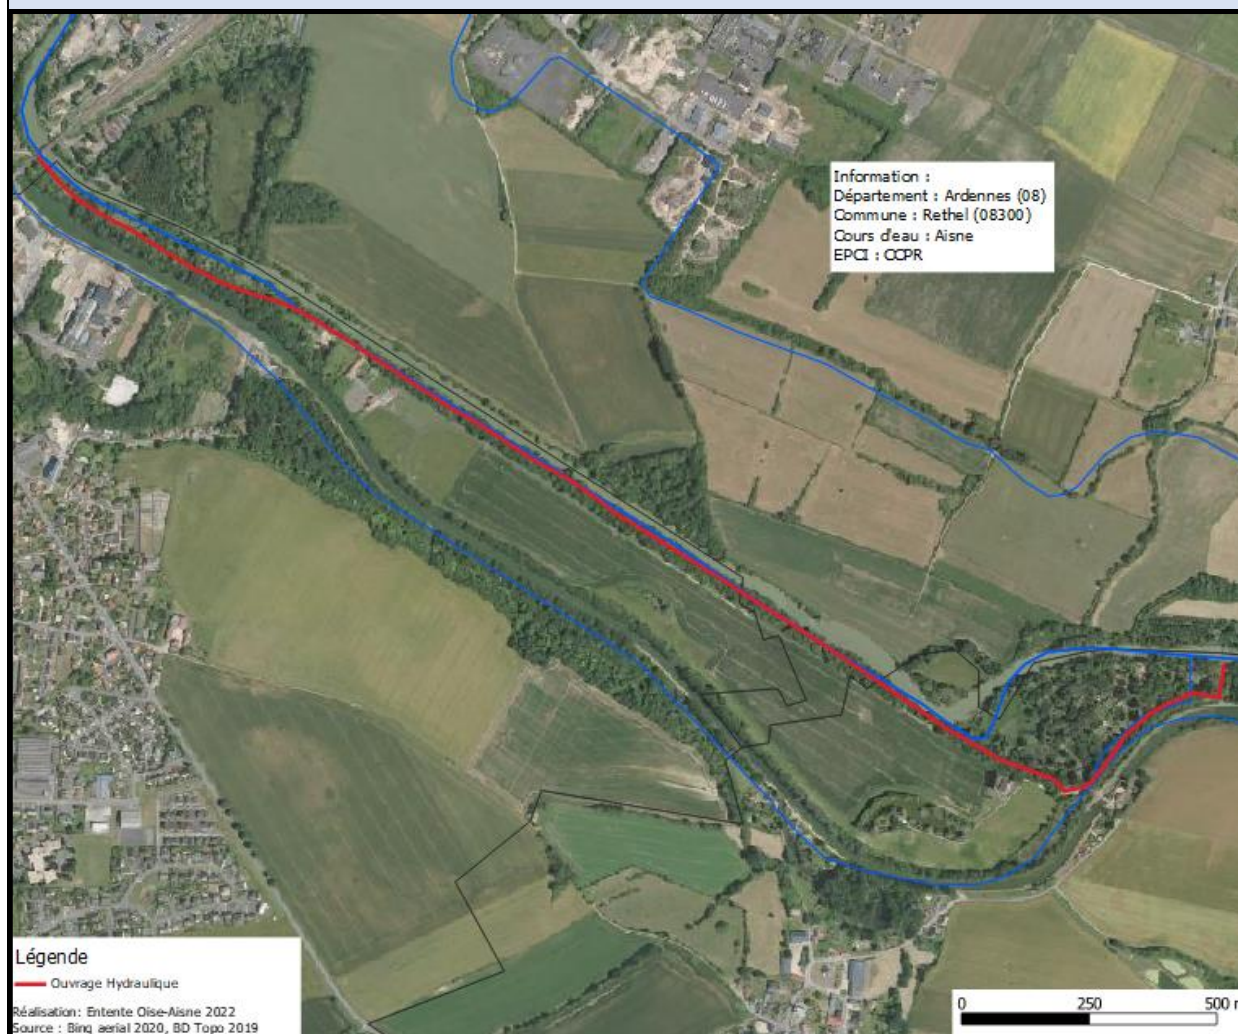 Information :
Département : Ardennes (08)
Commune : Rethel (08300)
Cours d'eau : Aisne
EPCI : CCPR
Légende
Ouvrage Hydraulique
Réalisation: Entente Oise-Aisne 2022
Source : Bing aerial 2020, BD Topo 2019
0 250 500 m